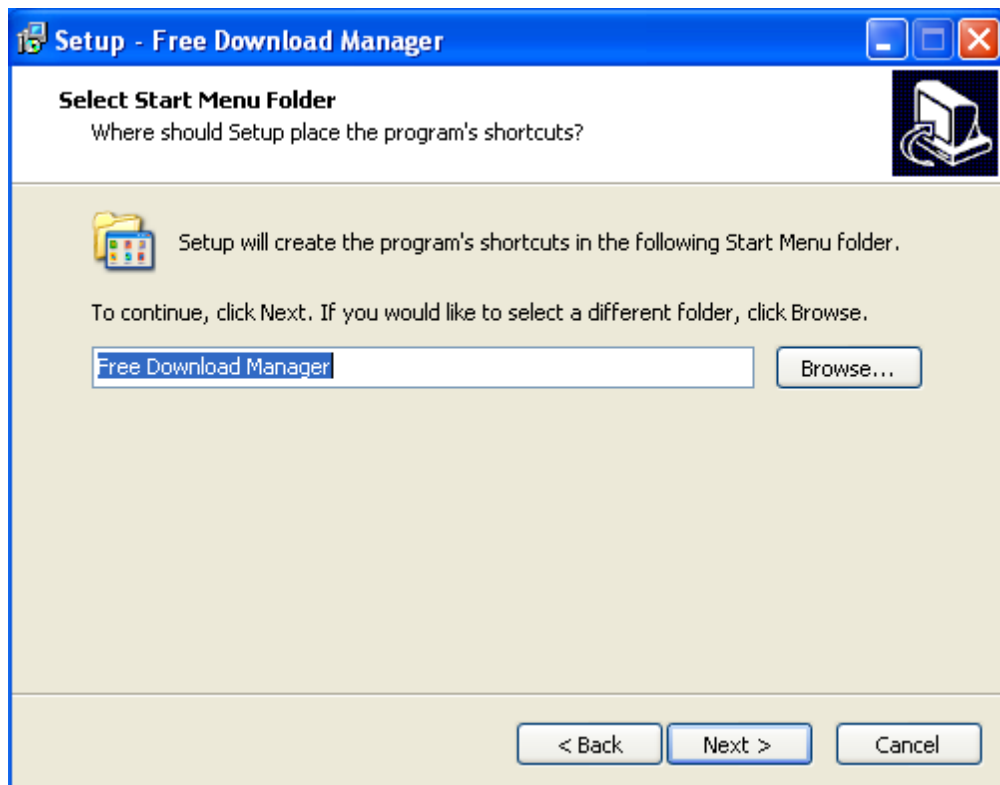 Setup - Free Download Manager
Select Start Menu Folder
Where should Setup place the program's shortcuts?
Setup will create the program's shortcuts in the following Start Menu folder.
To continue, click Next. If you would like to select a different folder, click Browse.
Free Download Manager
Browse...
< Back
Next >
Cancel